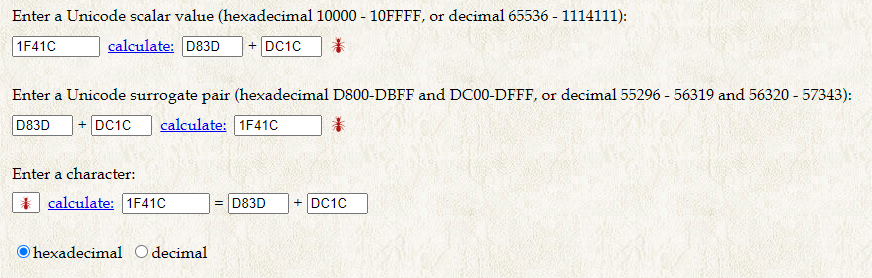 Enter a Unicode scalar value (hexadecimal 10000 - 10FFFF, or decimal 65536 - 1114111):
1F41C calculate: D83D + DC1C 🐜
Enter a Unicode surrogate pair (hexadecimal D800-DBFF and DC00-DFFF, or decimal 55296 - 56319 and 56320 - 57343):
D83D + DC1C calculate: 1F41C 🐜
Enter a character:
🐜 calculate: 1F41C = D83D + DC1C
hexadecimal decimal